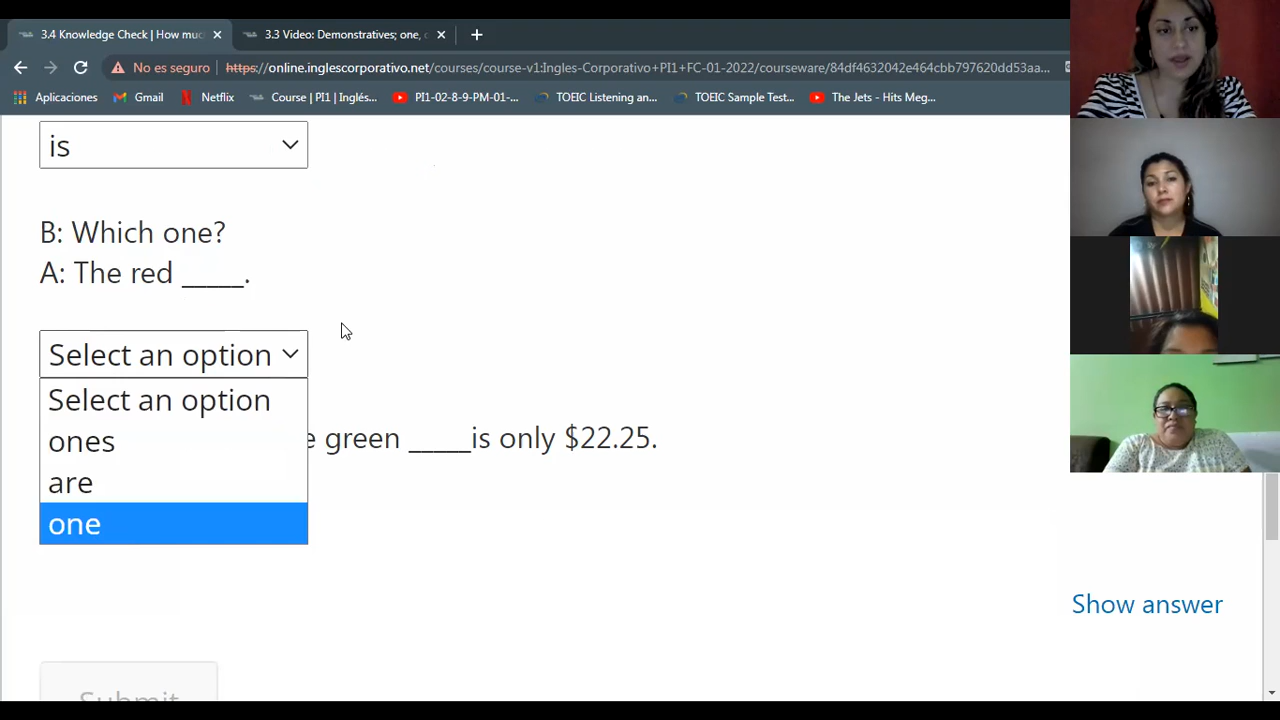 3.4 Knowledge Check | How muc
3.3 Video: Demonstratives; one,
No es seguro
https://online.inglescorporativo.net/courses/course-v1:Ingles-Corporativo+PI1+FC-01-2022/courseware/84df4632042e464cbb797620dd53aa...
Aplicaciones
Gmail
Netflix
Course | PI1 | Inglés...
PI1-02-8-9-PM-01-...
TOEIC Listening an...
TOEIC Sample Test...
The Jets - Hits Meg...
is
B: Which one?
A: The red _____.
Select an option
Select an option
ones
are
one
e green _____is only $22.25.
Show answer
Submit